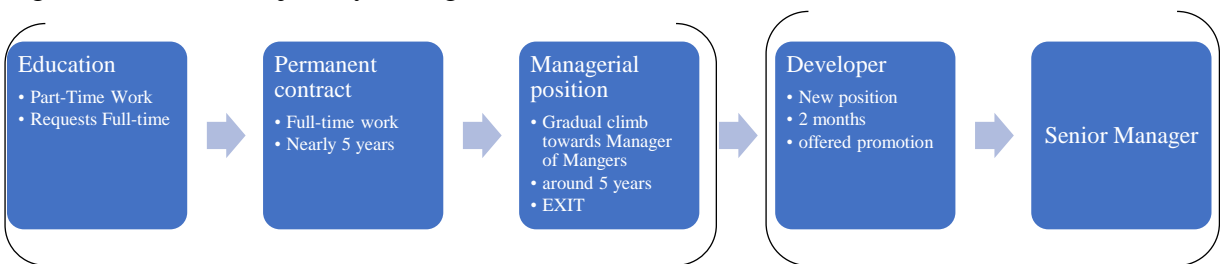 Education
• Part-Time Work
• Requests Full-time
Permanent
contract
• Full-time work
• Nearly 5 years
Managerial
position
• Gradual climb
towards Manager
of Mangers
• around 5 years
• EXIT
Developer
• New position
• 2 months
• offered promotion
Senior Manager